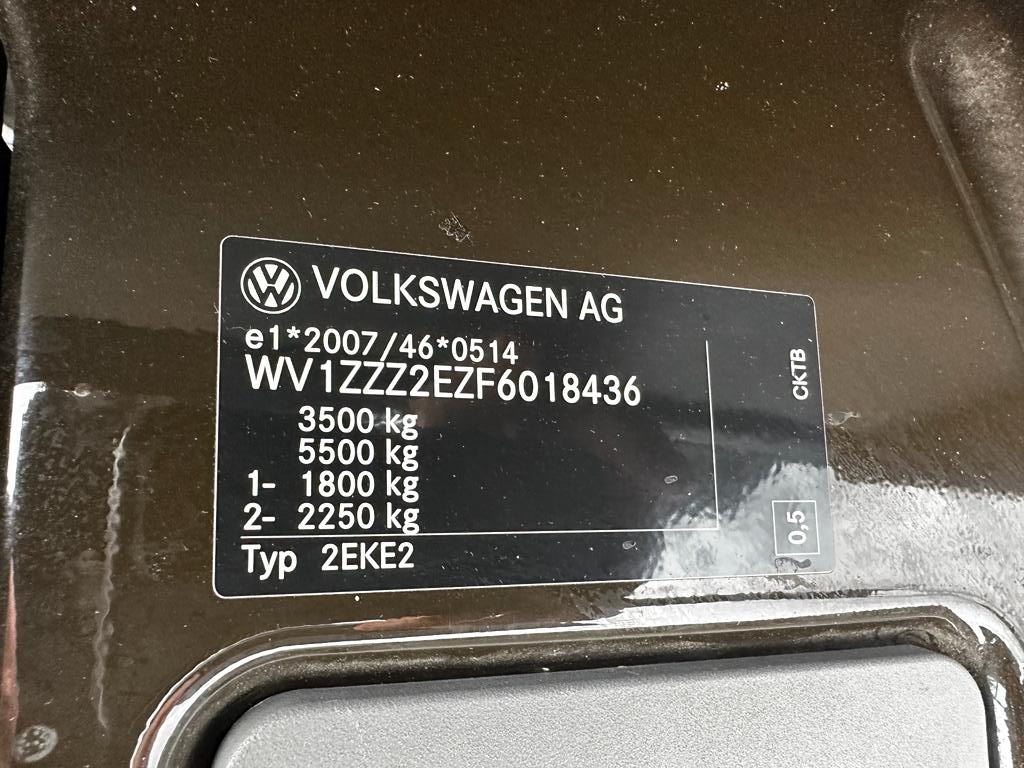 VOLKSWAGEN AG
e1*2007/46*0514
WV1ZZZ2EZF6018436
3500 kg
5500 kg
1- 1800 kg
2- 2250 kg
Typ 2EKE2
CKTB
0,5